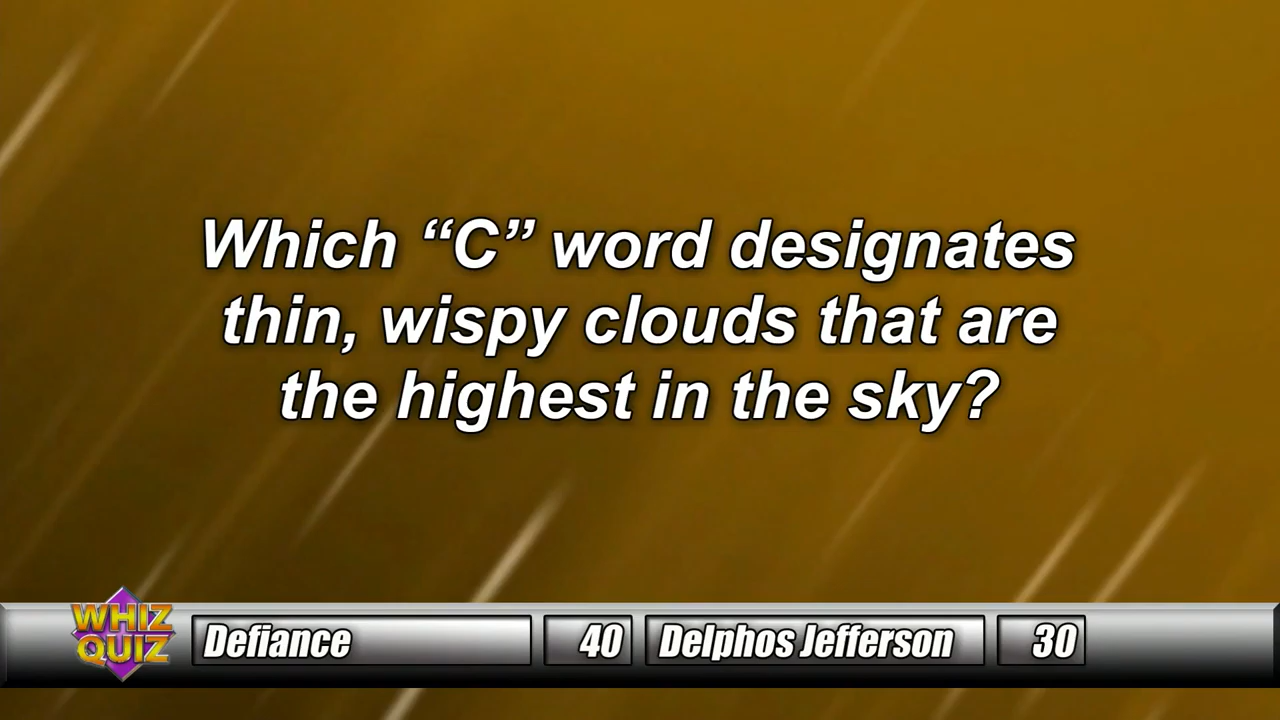 Which “C” word designates
thin, wispy clouds that are
the highest in the sky?
WHIZ
QUIZ
Defiance 40 Delphos Jefferson 30